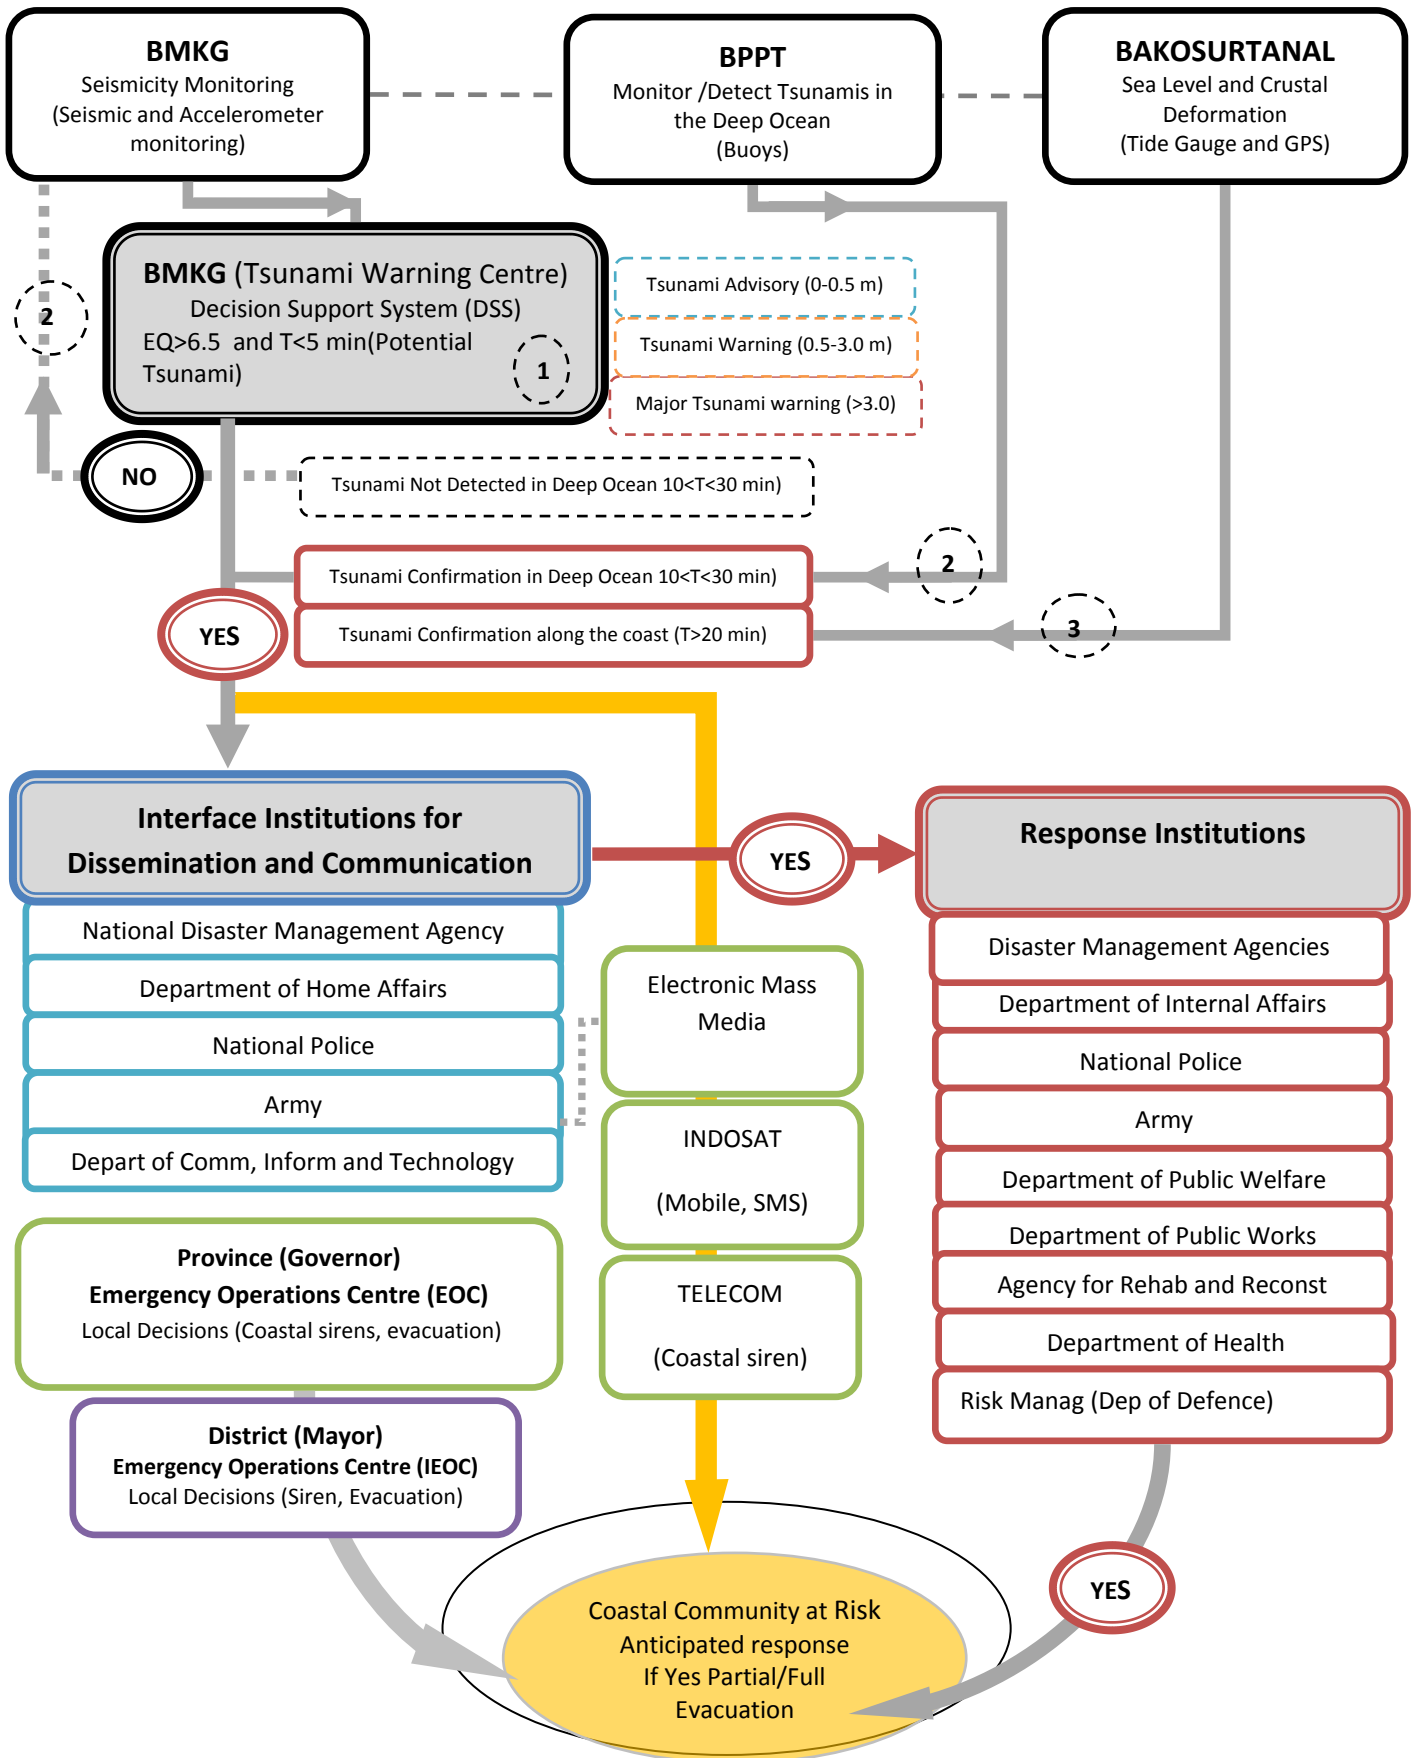 BMKG
Seismicity Monitoring
(Seismic and Accelerometer
monitoring)
BPPT
Monitor /Detect Tsunamis in
the Deep Ocean
(Buoys)
BAKOSURTANAL
Sea Level and Crustal
Deformation
(Tide Gauge and GPS)
BMKG (Tsunami Warning Centre)
Decision Support System (DSS)
EQ>6.5 and T<5 min(Potential
Tsunami)
1
2
Tsunami Advisory (0-0.5 m)
Tsunami Warning (0.5-3.0 m)
Major Tsunami warning (>3.0)
NO
Tsunami Not Detected in Deep Ocean 10<T<30 min)
Tsunami Confirmation in Deep Ocean 10<T<30 min)
2
YES
Tsunami Confirmation along the coast (T>20 min)
3
Interface Institutions for
Dissemination and Communication
YES
Response Institutions
National Disaster Management Agency
Department of Home Affairs
National Police
Army
Depart of Comm, Inform and Technology
Electronic Mass
Media
INDOSAT
(Mobile, SMS)
TELECOM
(Coastal siren)
Disaster Management Agencies
Department of Internal Affairs
National Police
Army
Department of Public Welfare
Department of Public Works
Agency for Rehab and Reconst
Department of Health
Risk Manag (Dep of Defence)
Province (Governor)
Emergency Operations Centre (EOC)
Local Decisions (Coastal sirens, evacuation)
District (Mayor)
Emergency Operations Centre (IEOC)
Local Decisions (Siren, Evacuation)
YES
Coastal Community at Risk
Anticipated response
If Yes Partial/Full
Evacuation